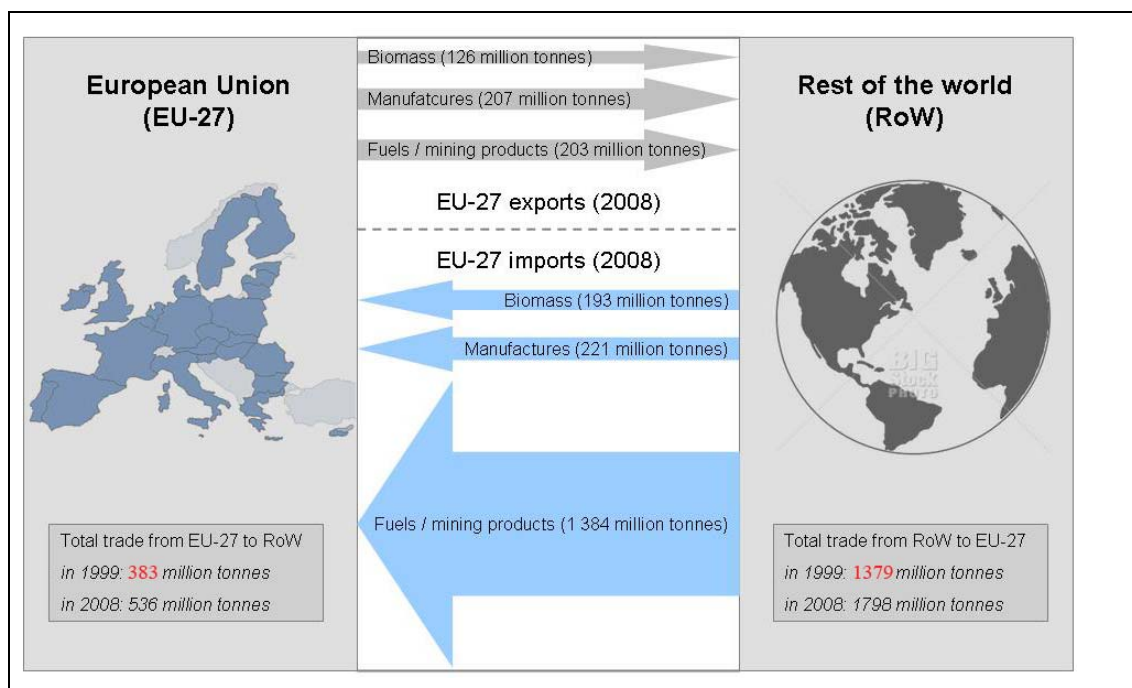 European Union
(EU-27)
Biomass (126 million tonnes)
Manufatcures (207 million tonnes)
Fuels / mining products (203 million tonnes)
EU-27 exports (2008)
EU-27 imports (2008)
Biomass (193 million tonnes)
Manufactures (221 million tonnes)
Fuels / mining products (1 384 million tonnes)
Rest of the world
(RoW)
BIG
Stock
PHOTO
Total trade from EU-27 to RoW
in 1999: 383 million tonnes
in 2008: 536 million tonnes
Total trade from RoW to EU-27
in 1999: 1379 million tonnes
in 2008: 1798 million tonnes